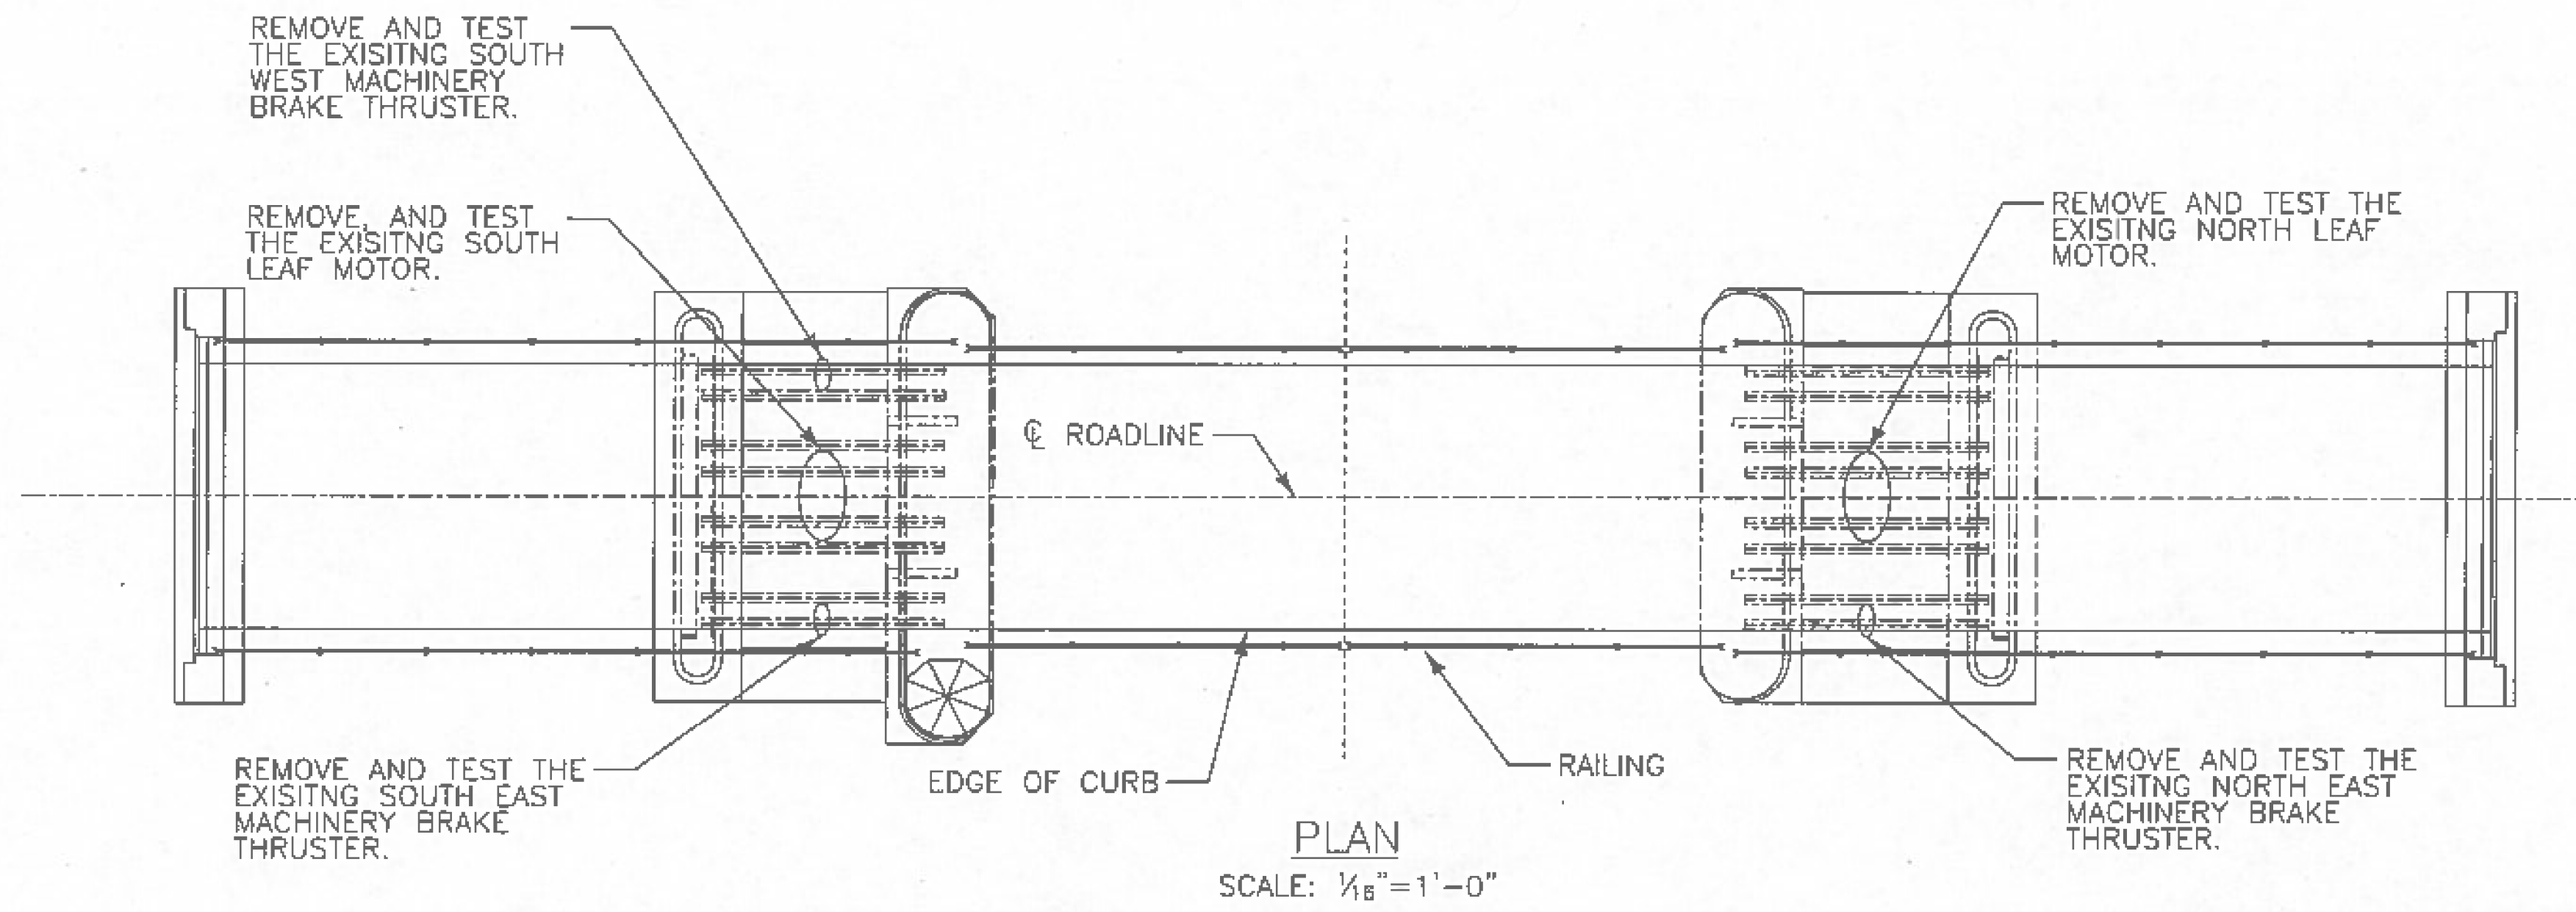 REMOVE AND TEST
THE EXISITNG SOUTH
WEST MACHINERY
BRAKE THRUSTER.
REMOVE, AND TEST
THE EXISITNG SOUTH
LEAF MOTOR.
REMOVE AND TEST THE
EXISITNG NORTH LEAF
MOTOR.
℄ ROADLINE
REMOVE AND TEST THE
EXISITNG SOUTH EAST
MACHINERY BRAKE
THRUSTER.
EDGE OF CURB
RAILING
REMOVE AND TEST THE
EXISITNG NORTH EAST
MACHINERY BRAKE
THRUSTER.
PLAN
SCALE: 1/16"=1'-0"